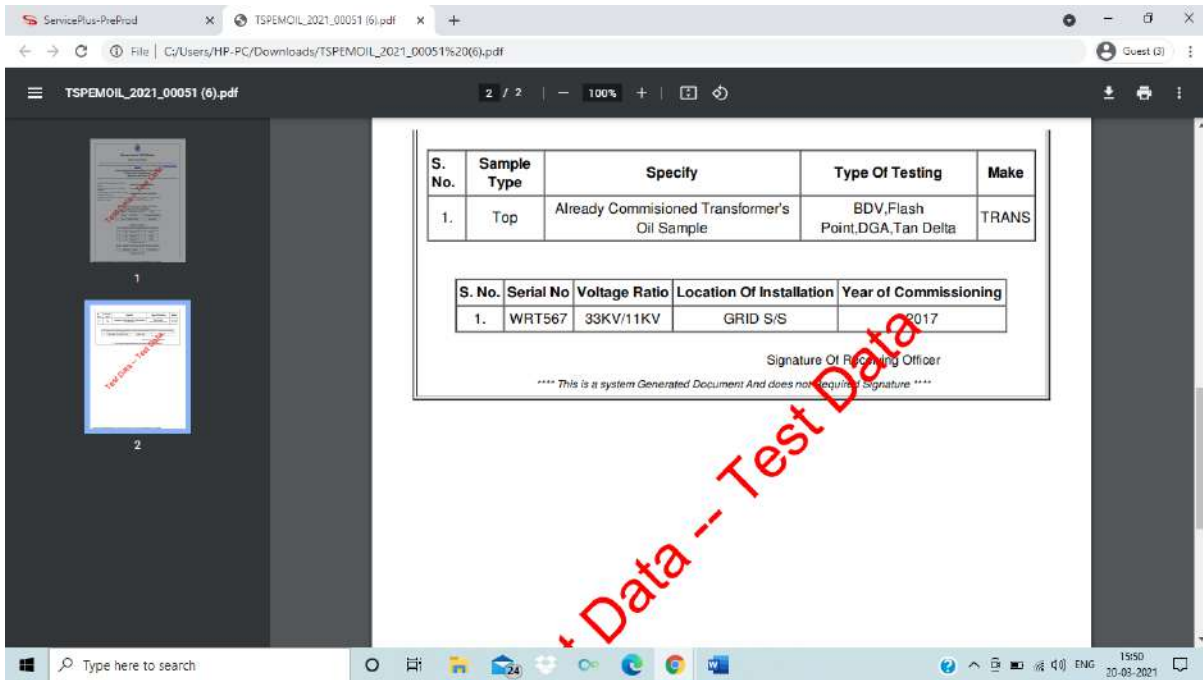 ServicePlus-PreProd
TSPEMOIL_2021_00051 (6).pdf
File | C:/Users/HP-PC/Downloads/TSPEMOIL_2021_00051%20(6).pdf
Guest (3)
TSPEMOIL_2021_00051 (6).pdf
2 / 2
100%
1
2
S. No. Sample Type Specify Type Of Testing Make
1. Top Already Commisioned Transformer's Oil Sample BDV,Flash Point,DGA,Tan Delta TRANS
S. No. Serial No Voltage Ratio Location Of Installation Year of Commissioning
1. WRT567 33KV/11KV GRID S/S 2017
Signature Of Receiving Officer
**** This is a system Generated Document And does not Required Signature ****
Data -- Test Data
Test Data -- Test Data
Type here to search
24
ENG
15:50
20-03-2021